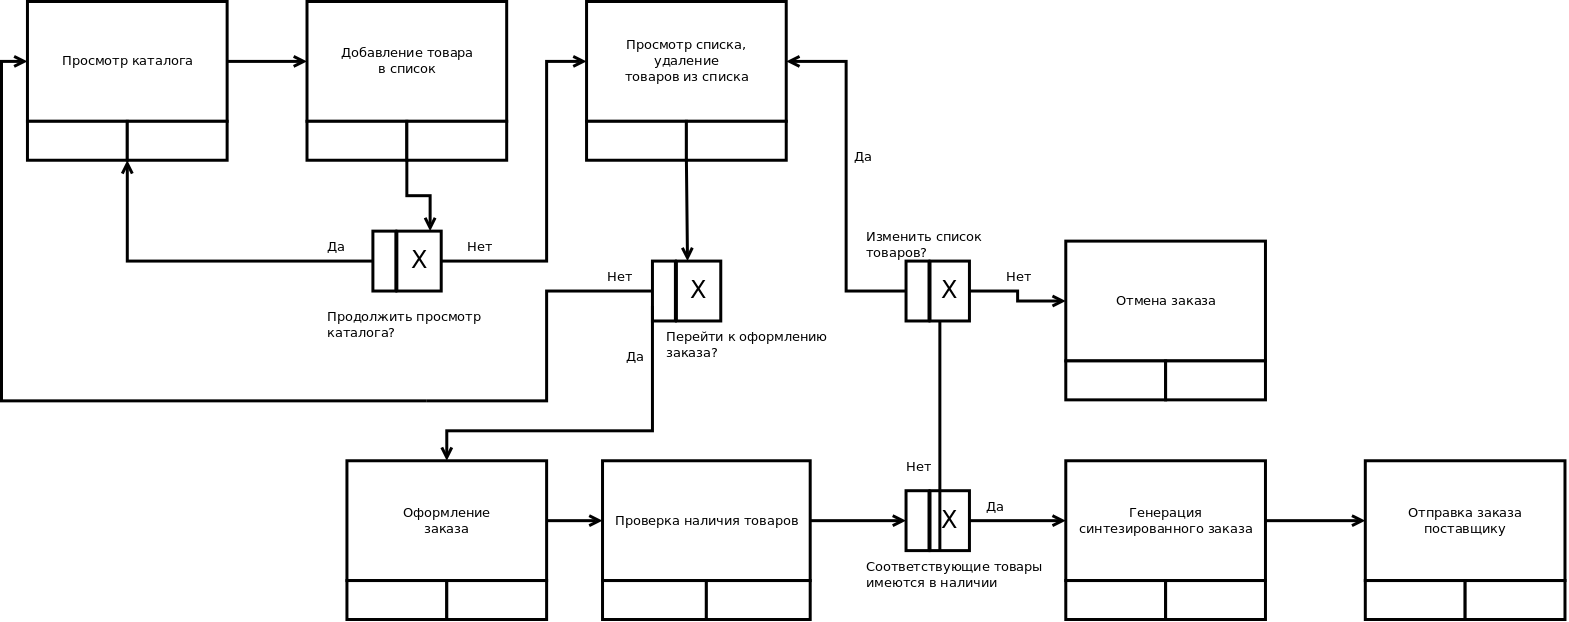 Просмотр каталога
Добавление товара
в список
Просмотр списка,
удаление
товаров из списка
Да
Да
X
Нет
Продолжить просмотр
каталога?
Нет
X
Перейти к оформлению
заказа?
Да
Изменить список
товаров?
X
Нет
Отмена заказа
Оформление
заказа
Проверка наличия товаров
Нет
X
Да
Соответствующие товары
имеются в наличии
Генерация
синтезированного заказа
Отправка заказа
поставщику